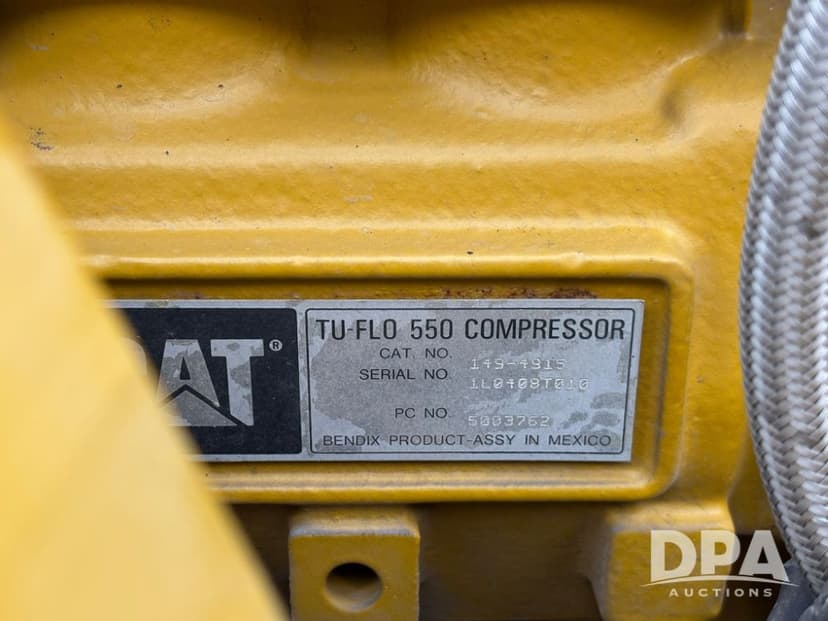 CAT®
TU-FLO 550 COMPRESSOR
CAT. NO. 149-4915
SERIAL NO. 1L0408T010
PC NO. 5003762
BENDIX PRODUCT-ASSY IN MEXICO
DPA
AUCTIONS